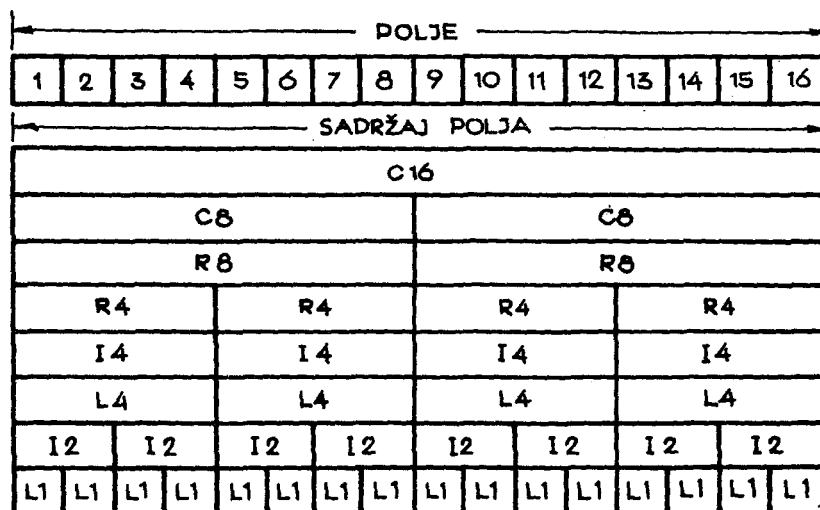 POLJE
1 2 3 4 5 6 7 8 9 10 11 12 13 14 15 16
SADRŽAJ POLJA
C16
C8 C8
R8 R8
R4 R4 R4 R4
I4 I4 I4 I4
L4 L4 L4 L4
I2 I2 I2 I2 I2 I2 I2 I2
L1 L1 L1 L1 L1 L1 L1 L1 L1 L1 L1 L1 L1 L1 L1 L1